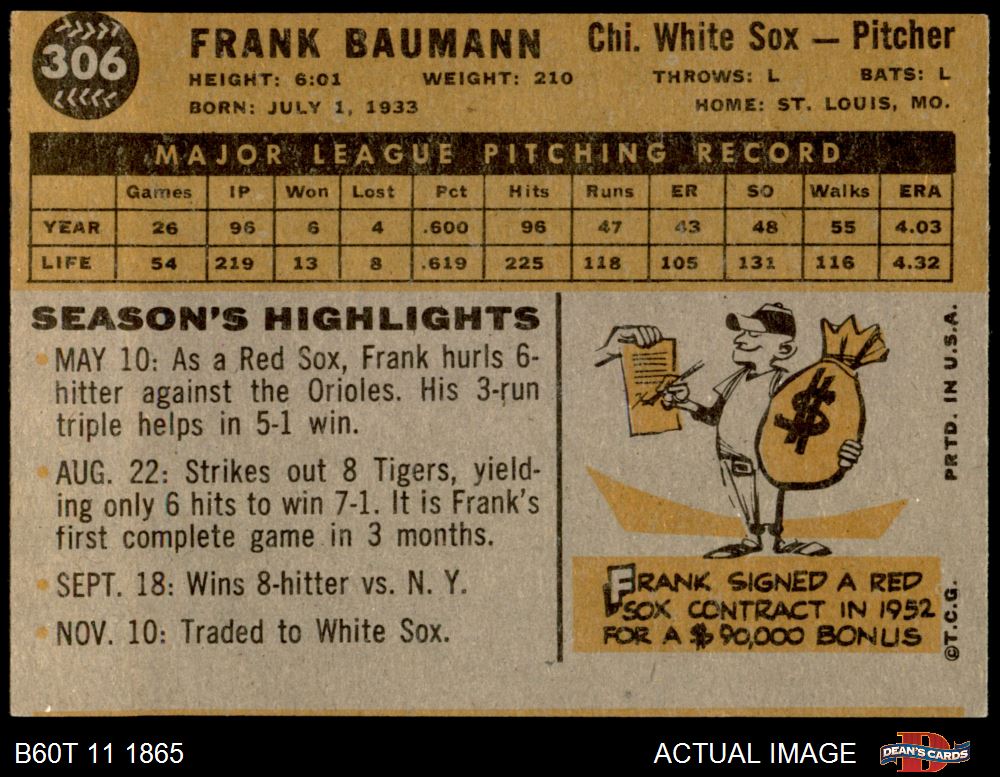 306
FRANK BAUMANN
Chi. White Sox — Pitcher
HEIGHT: 6:01 WEIGHT: 210 THROWS: L BATS: L
BORN: JULY 1, 1933 HOME: ST. LOUIS, MO.
MAJOR LEAGUE PITCHING RECORD
Games IP Won Lost Pct Hits Runs ER SO Walks ERA
YEAR 26 96 6 4 .600 96 47 43 48 55 4.03
LIFE 54 219 13 8 .619 225 118 105 131 116 4.32
SEASON'S HIGHLIGHTS
MAY 10: As a Red Sox, Frank hurls 6-
hitter against the Orioles. His 3-run
triple helps in 5-1 win.
AUG. 22: Strikes out 8 Tigers, yield-
ing only 6 hits to win 7-1. It is Frank's
first complete game in 3 months.
SEPT. 18: Wins 8-hitter vs. N. Y.
NOV. 10: Traded to White Sox.
$
FRANK SIGNED A RED
SOX CONTRACT IN 1952
FOR A $90,000 BONUS
©T.C.G. PRTD. IN U.S.A.
B60T 11 1865
ACTUAL IMAGE
DEAN'S CARDS